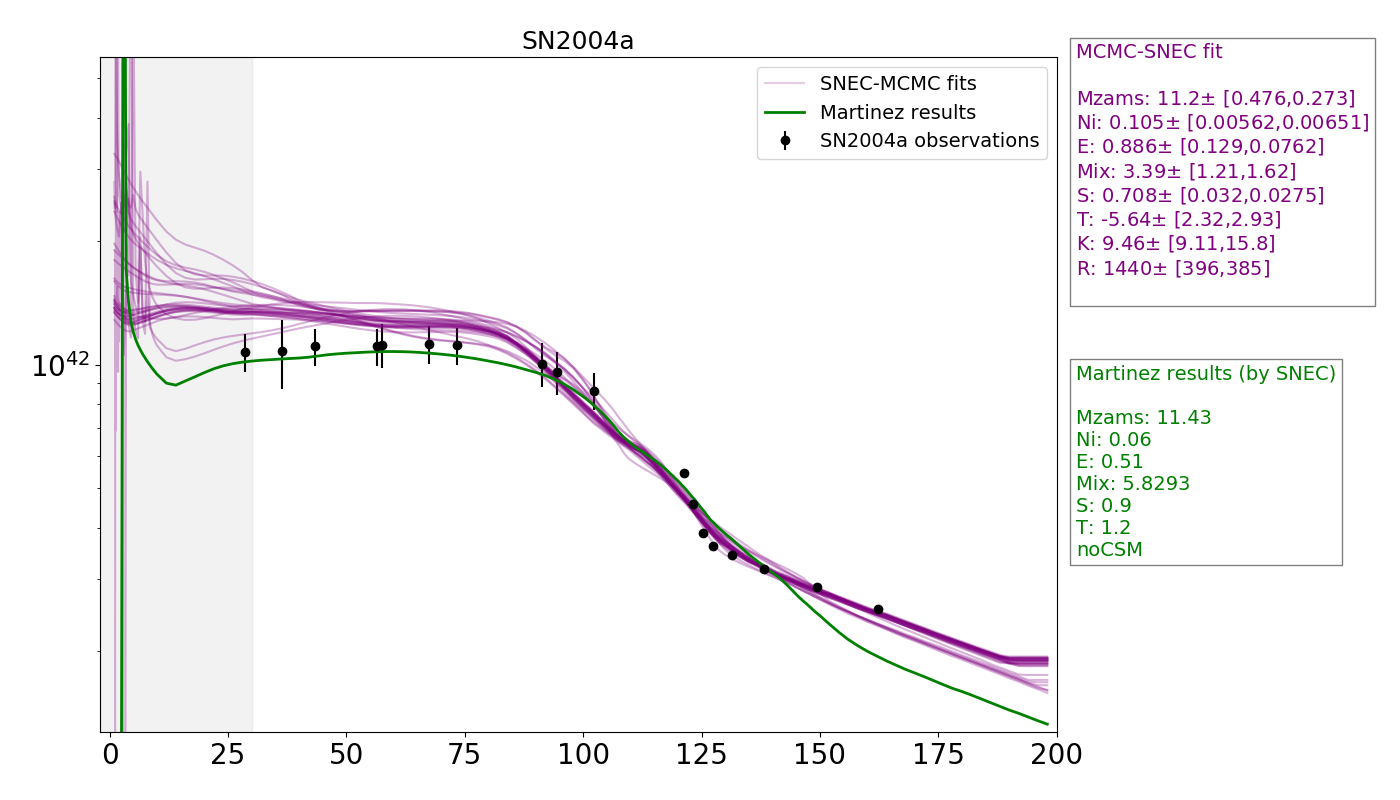 SN2004a
SNEC-MCMC fits
Martinez results
SN2004a observations
10^42
0 25 50 75 100 125 150 175 200
MCMC-SNEC fit
Mzams: 11.2± [0.476,0.273]
Ni: 0.105± [0.00562,0.00651]
E: 0.886± [0.129,0.0762]
Mix: 3.39± [1.21,1.62]
S: 0.708± [0.032,0.0275]
T: -5.64± [2.32,2.93]
K: 9.46± [9.11,15.8]
R: 1440± [396,385]
Martinez results (by SNEC)
Mzams: 11.43
Ni: 0.06
E: 0.51
Mix: 5.8293
S: 0.9
T: 1.2
noCSM